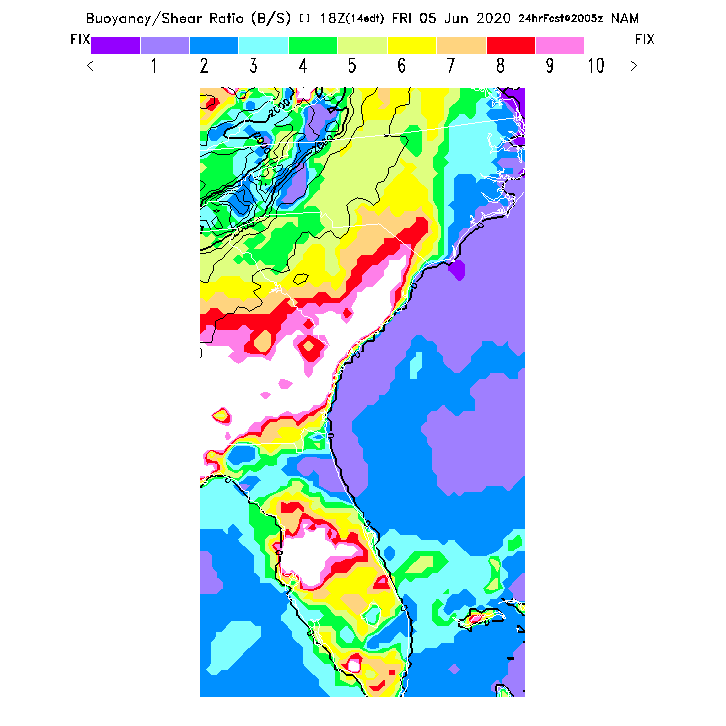 Buoyancy/Shear Ratio (B/S) [] 18Z(14edt) FRI 05 Jun 2020 24hrFcst@2005z NAM
FIX FIX
< 1 2 3 4 5 6 7 8 9 10 >
2000